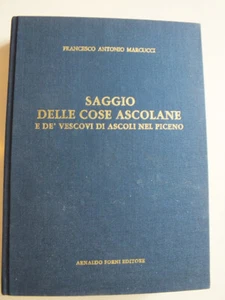 FRANCESCO ANTONIO MARCUCCI
SAGGIO
DELLE COSE ASCOLANE
E DE' VESCOVI DI ASCOLI NEL PICENO
ARNALDO FORNI EDITORE